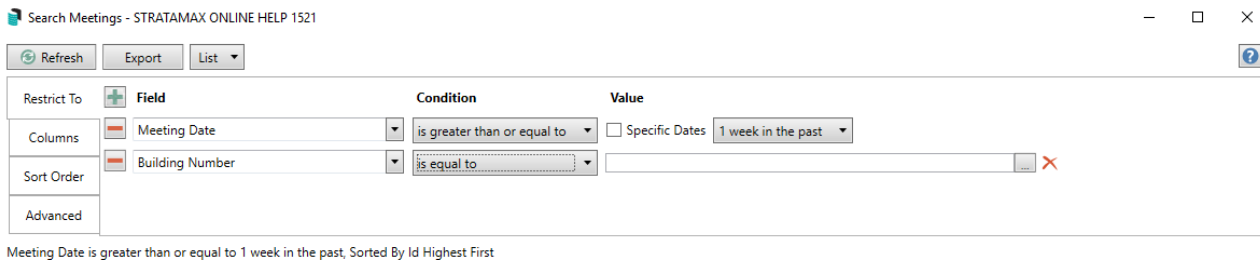 Search Meetings - STRATAMAX ONLINE HELP 1521
Refresh Export List
Restrict To Field Condition Value
Meeting Date is greater than or equal to Specific Dates 1 week in the past
Columns
Building Number is equal to ...
Sort Order
Advanced
Meeting Date is greater than or equal to 1 week in the past, Sorted By Id Highest First